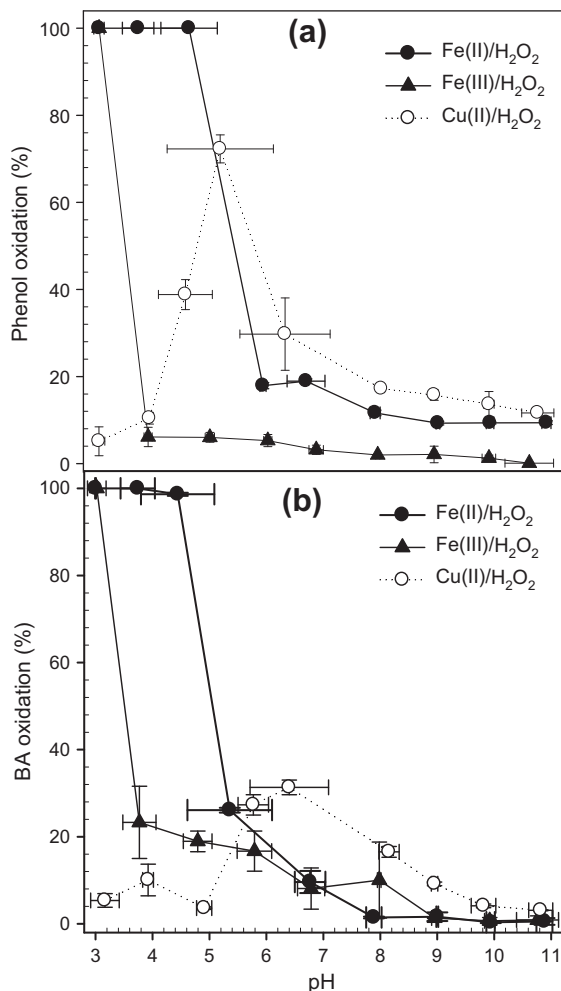 (a)
Fe(II)/H₂O₂
Fe(III)/H₂O₂
Cu(II)/H₂O₂
Phenol oxidation (%)
100
80
60
40
20
0
(b)
Fe(II)/H₂O₂
Fe(III)/H₂O₂
Cu(II)/H₂O₂
BA oxidation (%)
100
80
60
40
20
0
3 4 5 6 7 8 9 10 11
pH